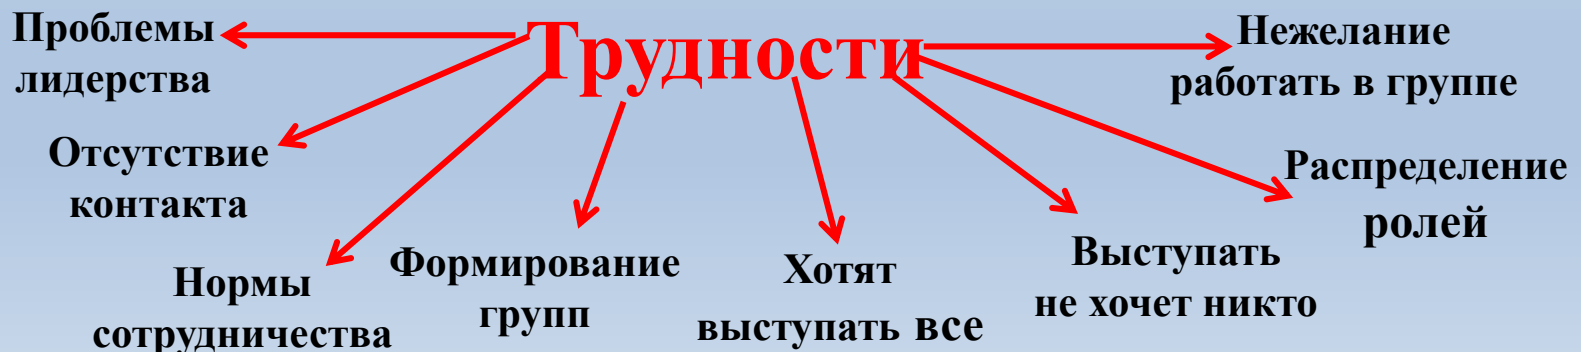 Трудности
Проблемы
лидерства
Отсутствие
контакта
Нормы
сотрудничества
Формирование
групп
Хотят
выступать все
Выступать
не хочет никто
Распределение
ролей
Нежелание
работать в группе